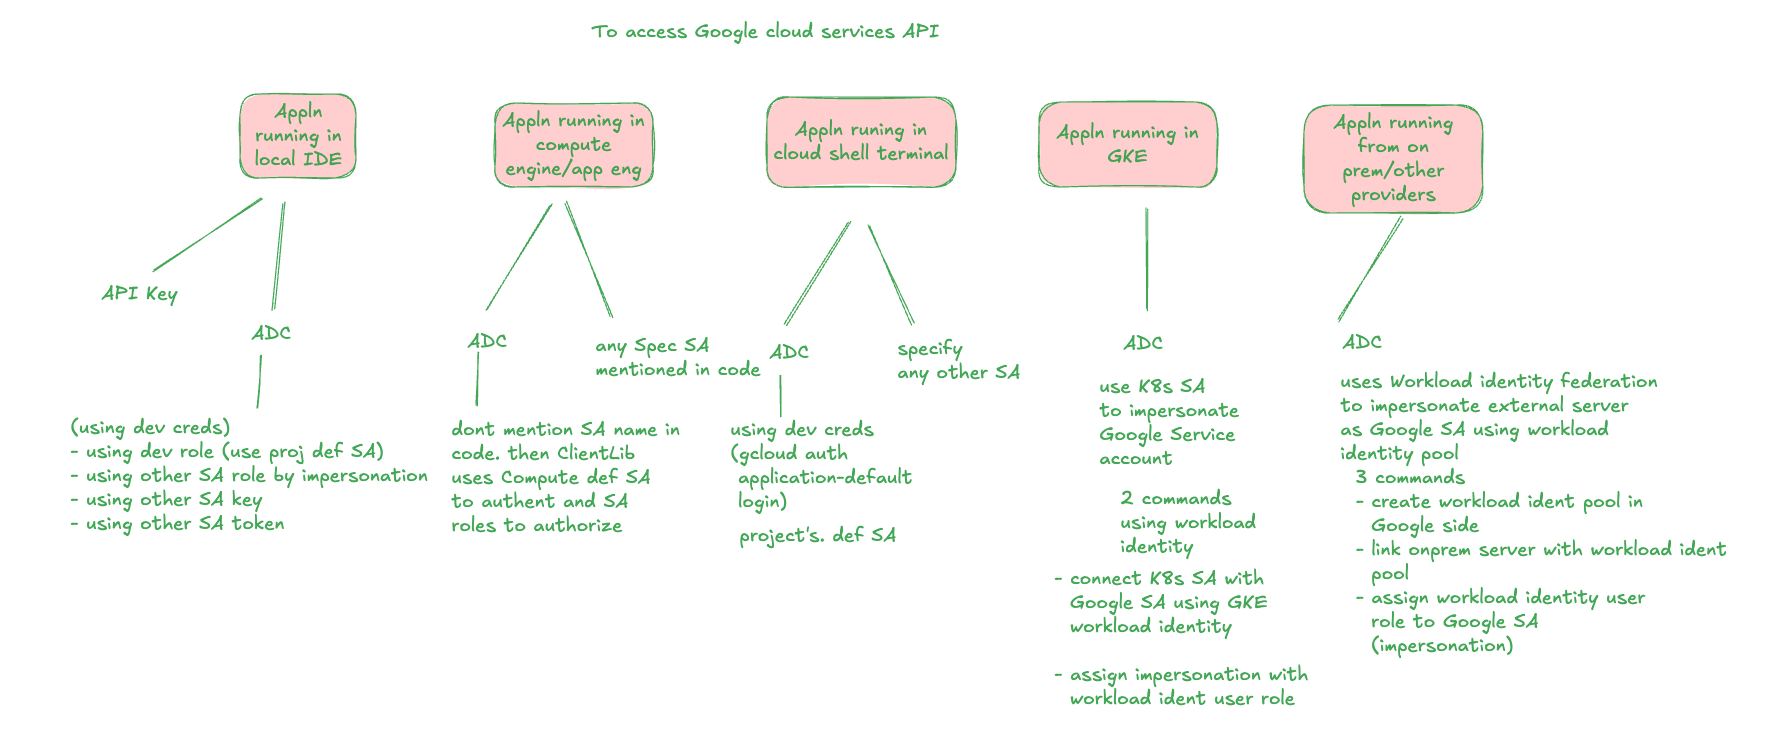 To access Google cloud services API
Appln
running in
local IDE
API Key
ADC
(using dev creds)
- using dev role (use proj def SA)
- using other SA role by impersonation
- using other SA key
- using other SA token
Appln running in
compute
engine/app eng
ADC
any Spec SA
mentioned in code
dont mention SA name in
code. then ClientLib
uses Compute def SA
to authent and SA
roles to authorize
Appln runing in
cloud shell terminal
ADC
specify
any other SA
using dev creds
(gcloud auth
application-default
login)
project's. def SA
Appln running in
GKE
ADC
use K8s SA
to impersonate
Google Service
account
2 commands
using workload
identity
- connect K8s SA with
Google SA using GKE
workload identity
- assign impersonation with
workload ident user role
Appln running
from on
prem/other
providers
ADC
uses Workload identity federation
to impersonate external server
as Google SA using workload
identity pool
3 commands
- create workload ident pool in
Google side
- link onprem server with workload ident
pool
- assign workload identity user
role to Google SA
(impersonation)